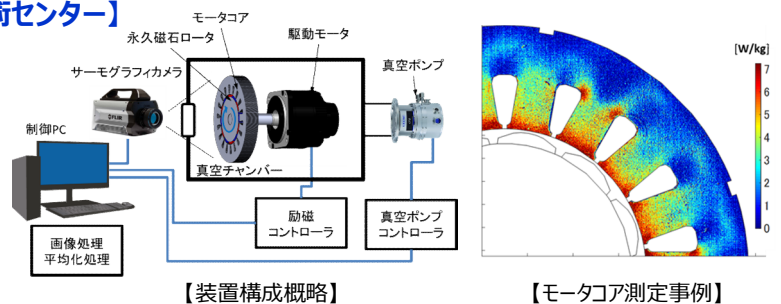 術センター】
モータコア
永久磁石ロータ
駆動モータ
サーモグラフィカメラ
真空ポンプ
制御PC
真空チャンバー
励磁
コントローラ
真空ポンプ
コントローラ
画像処理
平均化処理
【装置構成概略】
[W/kg]
7
6
5
4
3
2
1
0
【モータコア測定事例】